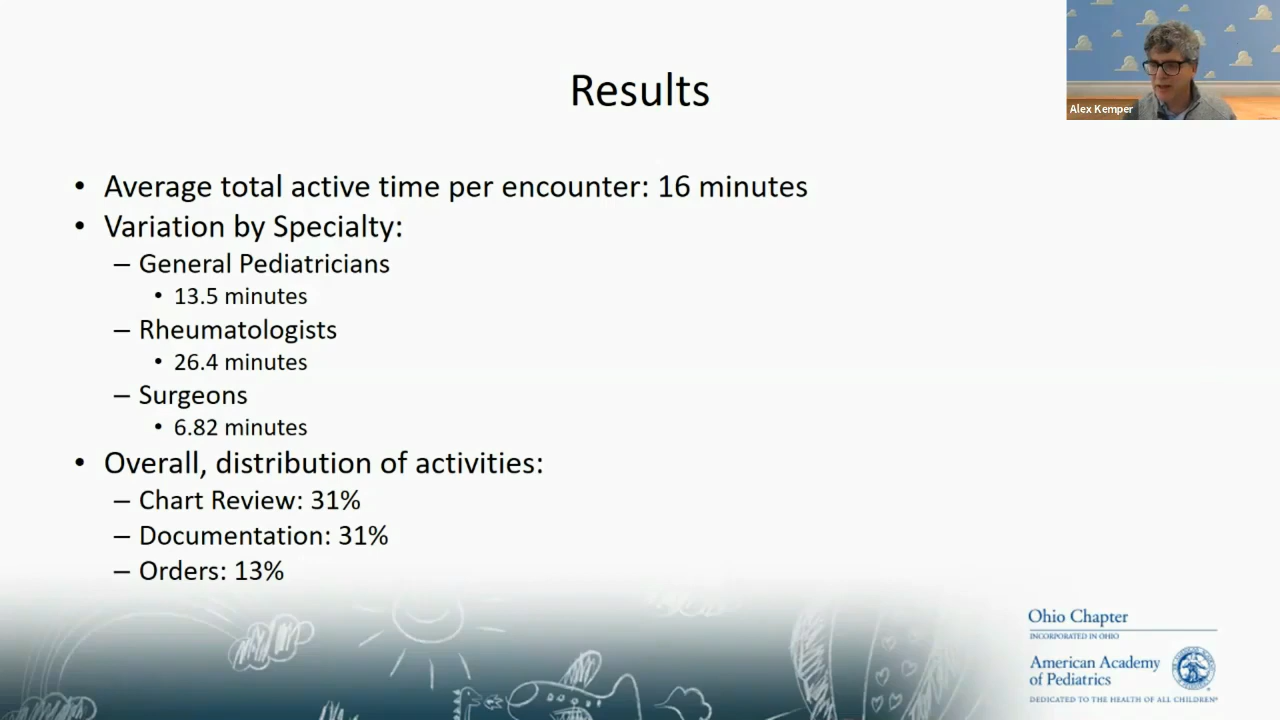 Alex Kemper
Results
• Average total active time per encounter: 16 minutes
• Variation by Specialty:
– General Pediatricians
• 13.5 minutes
– Rheumatologists
• 26.4 minutes
– Surgeons
• 6.82 minutes
• Overall, distribution of activities:
– Chart Review: 31%
– Documentation: 31%
– Orders: 13%
Ohio Chapter
INCORPORATED IN OHIO
American Academy
of Pediatrics
DEDICATED TO THE HEALTH OF ALL CHILDREN®